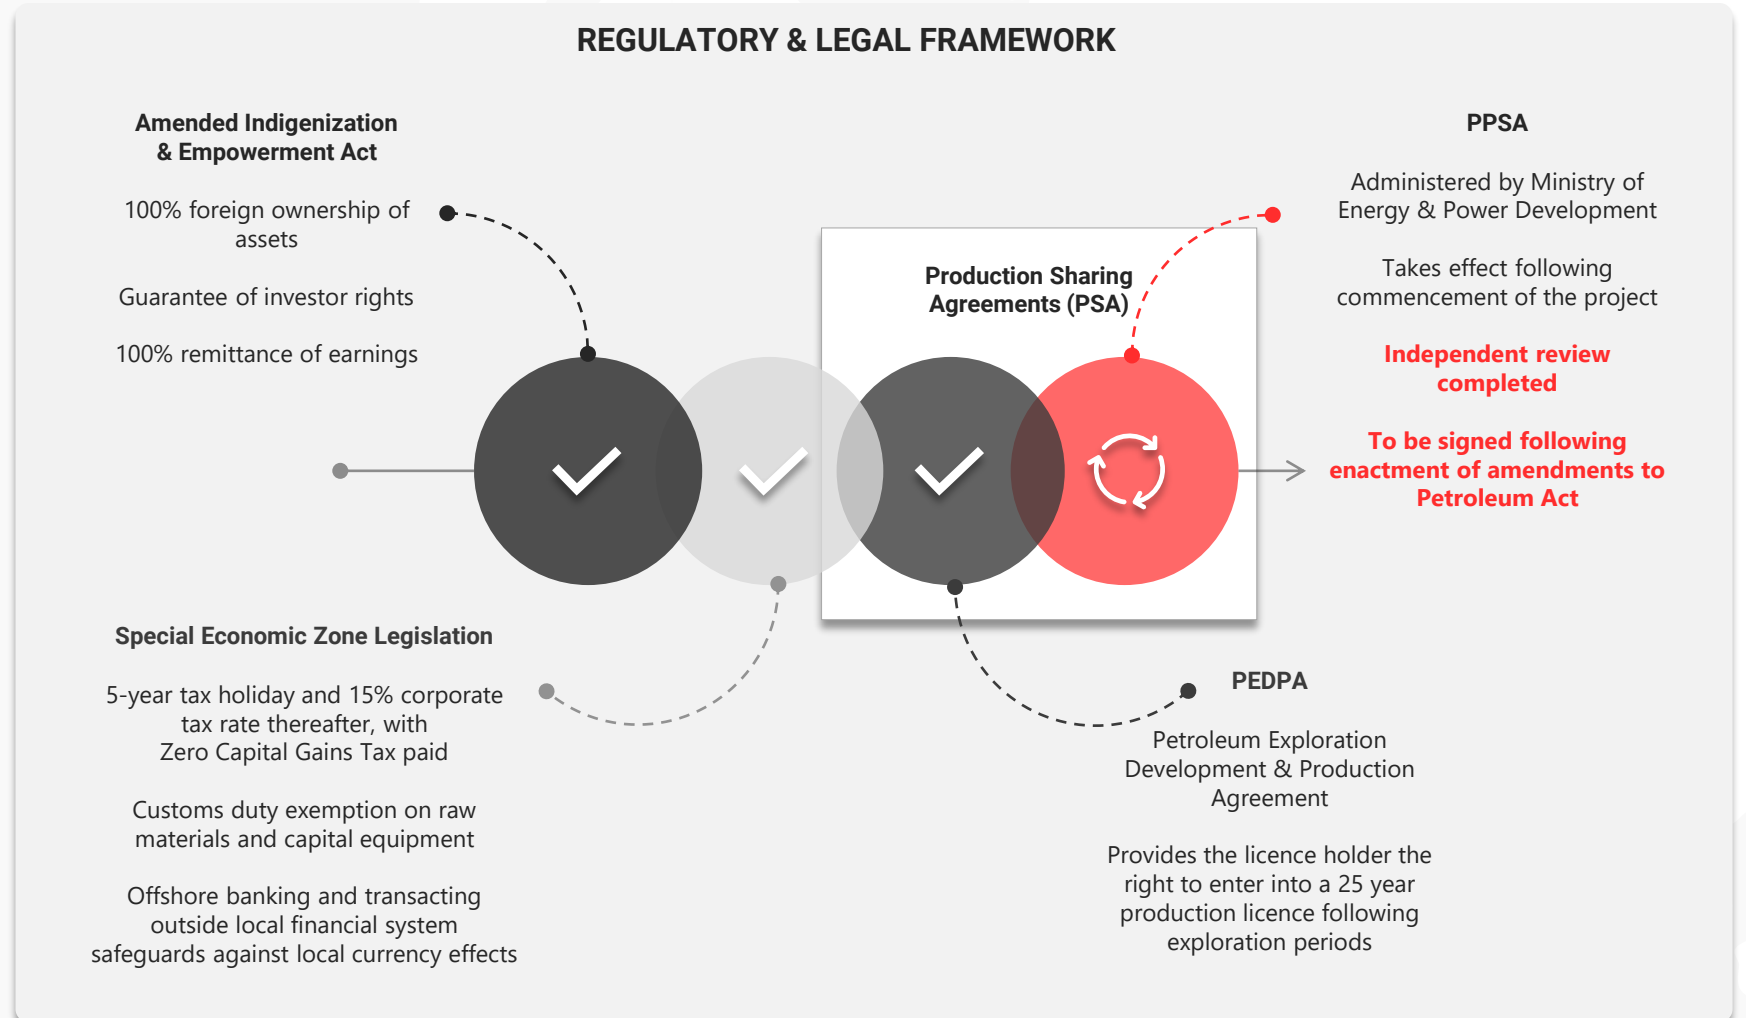 REGULATORY & LEGAL FRAMEWORK
Amended Indigenization
& Empowerment Act
100% foreign ownership of
assets
Guarantee of investor rights
100% remittance of earnings
Production Sharing
Agreements (PSA)
PPSA
Administered by Ministry of
Energy & Power Development
Takes effect following
commencement of the project
Independent review
completed
To be signed following
enactment of amendments to
Petroleum Act
Special Economic Zone Legislation
5-year tax holiday and 15% corporate
tax rate thereafter, with
Zero Capital Gains Tax paid
Customs duty exemption on raw
materials and capital equipment
Offshore banking and transacting
outside local financial system
safeguards against local currency effects
PEDPA
Petroleum Exploration
Development & Production
Agreement
Provides the licence holder the
right to enter into a 25 year
production licence following
exploration periods